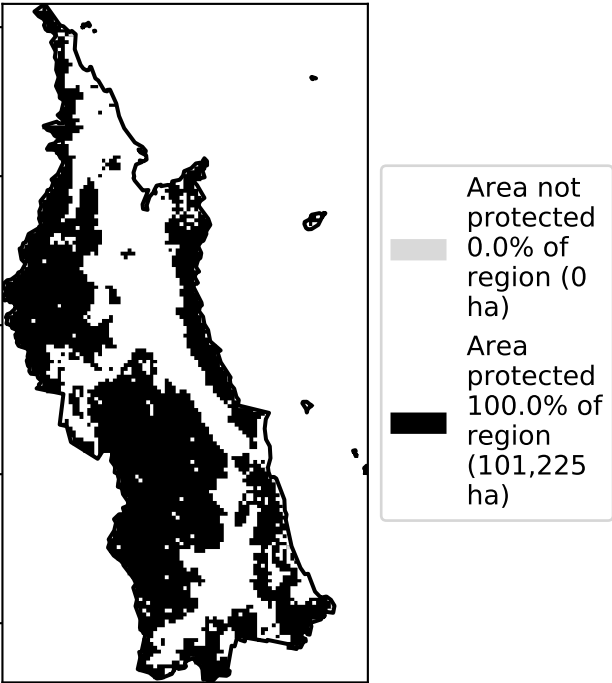 Area not
protected
0.0% of
region (0
ha)
Area
protected
100.0% of
region
(101,225
ha)